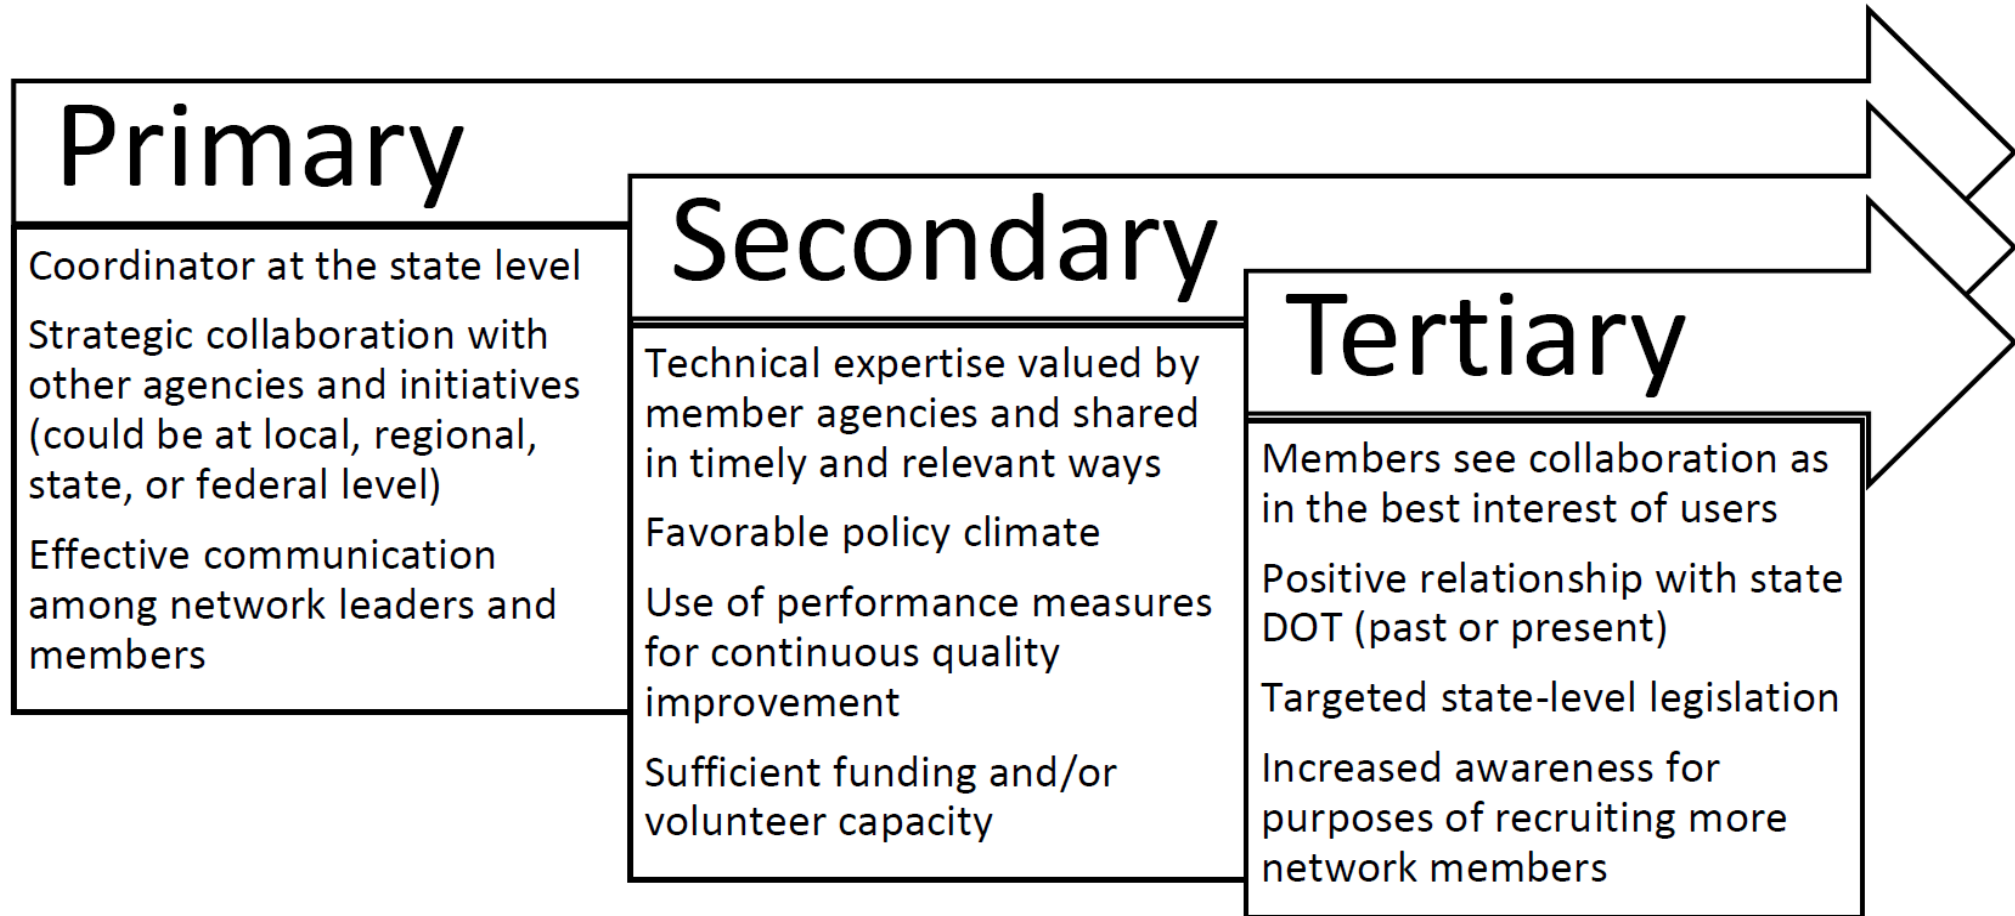 Primary
Coordinator at the state level
Strategic collaboration with
other agencies and initiatives
(could be at local, regional,
state, or federal level)
Effective communication
among network leaders and
members
Secondary
Technical expertise valued by
member agencies and shared
in timely and relevant ways
Favorable policy climate
Use of performance measures
for continuous quality
improvement
Sufficient funding and/or
volunteer capacity
Tertiary
Members see collaboration as
in the best interest of users
Positive relationship with state
DOT (past or present)
Targeted state-level legislation
Increased awareness for
purposes of recruiting more
network members